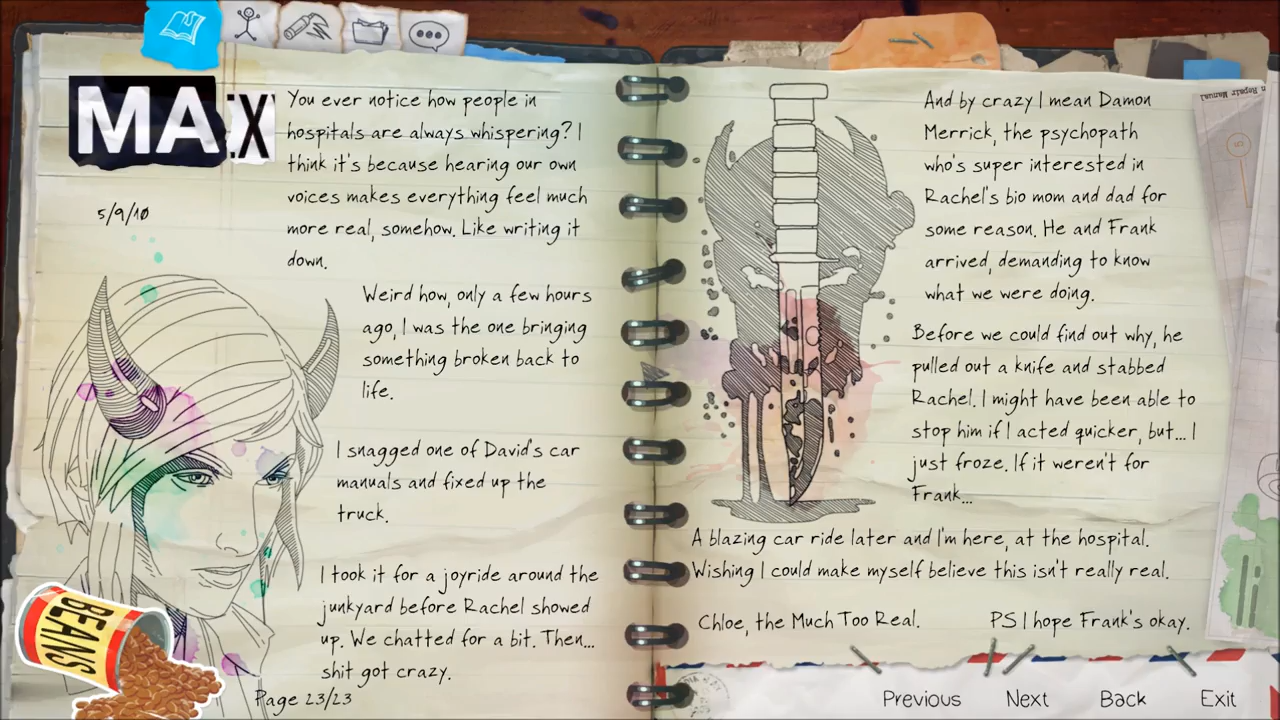 MAX
5/9/10
You ever notice how people in
hospitals are always whispering? I
think it's because hearing our own
voices makes everything feel much
more real, somehow. Like writing it
down.
Weird how, only a few hours
ago, I was the one bringing
something broken back to
life.
I snagged one of David's car
manuals and fixed up the
truck.
I took it for a joyride around the
junkyard before Rachel showed
up. We chatted for a bit. Then...
shit got crazy.
BEANS
Page 23/23
And by crazy I mean Damon
Merrick, the psychopath
who's super interested in
Rachel's bio mom and dad for
some reason. He and Frank
arrived, demanding to know
what we were doing.
Before we could find out why, he
pulled out a knife and stabbed
Rachel. I might have been able to
stop him if I acted quicker, but... I
just froze. If it weren't for
Frank...
A blazing car ride later and I'm here, at the hospital.
Wishing I could make myself believe this isn't really real.
Chloe, the Much Too Real.
PS I hope Frank's okay.
n Repair Manual
Previous
Next
Back
Exit